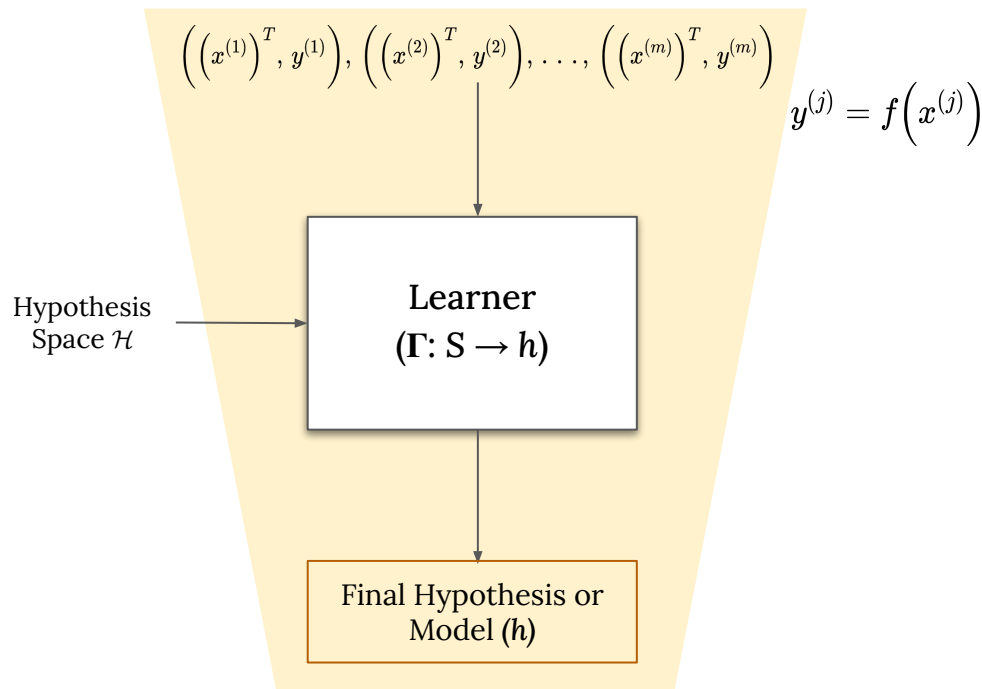 ((x^{(1)})^T, y^{(1)}), ((x^{(2)})^T, y^{(2)}), . . . , ((x^{(m)})^T, y^{(m)})
y^{(j)} = f(x^{(j)})
Learner
(Γ: S → h)
Hypothesis
Space ℋ
Final Hypothesis or
Model (h)